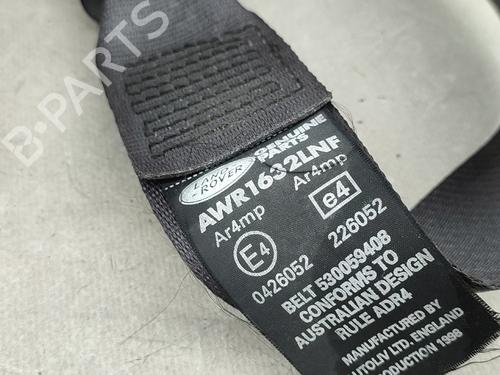 B-PARTS
LAND
-ROVER
GENUINE
PARTS
AWR1632LNF
Ar4mp Ar4mp
E4 e4
0426052 226052
BELT 530059408
CONFORMS TO
AUSTRALIAN DESIGN
RULE ADR4
MANUFACTURED BY
AUTOLIV LTD. ENGLAND
PRODUCTION 1998